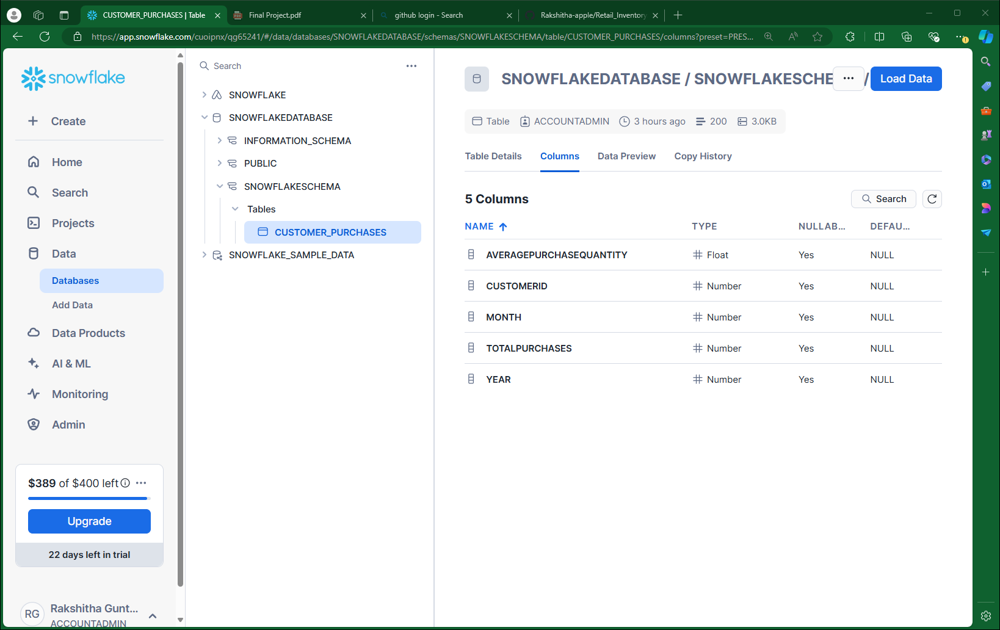 CUSTOMER_PURCHASES | Table
Final Project.pdf
github login - Search
Rakshitha-apple/Retail_Inventory
https://app.snowflake.com/cuoipnx/qg65241/#/data/databases/SNOWFLAKEDATABASE/schemas/SNOWFLAKESCHEMA/table/CUSTOMER_PURCHASES/columns?preset=PRES...
snowflake
Create
Home
Search
Projects
Data
Databases
Add Data
Data Products
AI & ML
Monitoring
Admin
$389 of $400 left
Upgrade
22 days left in trial
RG
Rakshitha Gunt...
ACCOUNTADMIN
Search
SNOWFLAKE
SNOWFLAKEDATABASE
INFORMATION_SCHEMA
PUBLIC
SNOWFLAKESCHEMA
Tables
CUSTOMER_PURCHASES
SNOWFLAKE_SAMPLE_DATA
SNOWFLAKEDATABASE / SNOWFLAKESCHE /
Load Data
Table ACCOUNTADMIN 3 hours ago 200 3.0KB
Table Details Columns Data Preview Copy History
5 Columns
Search
NAME TYPE NULLAB... DEFAU...
AVERAGEPURCHASEQUANTITY Float Yes NULL
CUSTOMERID Number Yes NULL
MONTH Number Yes NULL
TOTALPURCHASES Number Yes NULL
YEAR Number Yes NULL